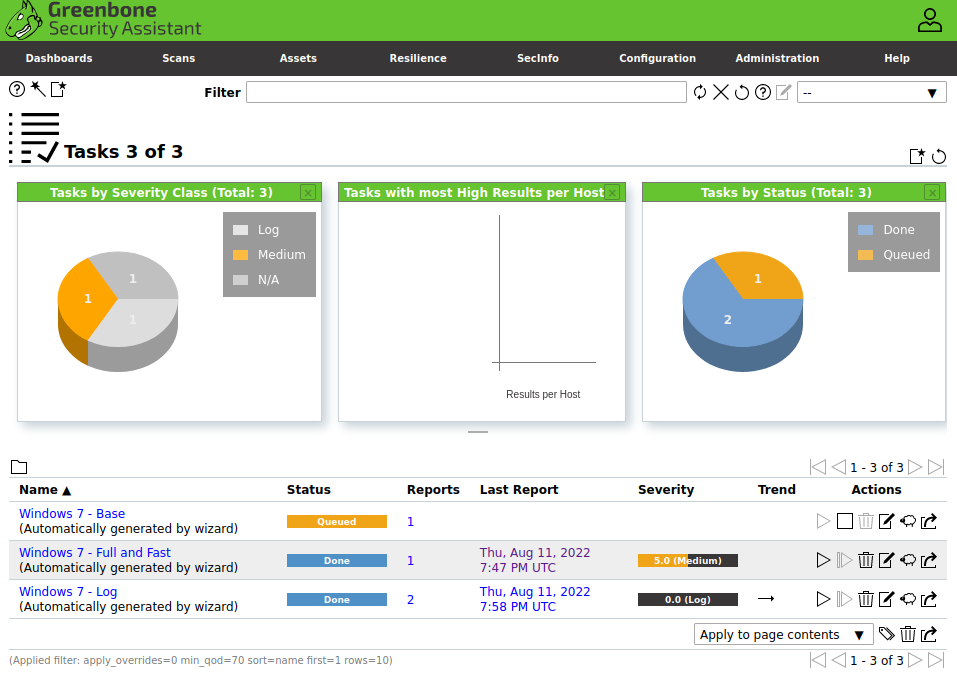 Greenbone
Security Assistant
Dashboards Scans Assets Resilience SecInfo Configuration Administration Help
Filter --
Tasks 3 of 3
Tasks by Severity Class (Total: 3)
Log
Medium
N/A
1
1
1
Tasks with most High Results per Host
Results per Host
Tasks by Status (Total: 3)
Done
Queued
1
2
1 - 3 of 3
Name ▲ Status Reports Last Report Severity Trend Actions
Windows 7 - Base
(Automatically generated by wizard)
Queued 1
Windows 7 - Full and Fast
(Automatically generated by wizard)
Done 1
Thu, Aug 11, 2022
7:47 PM UTC
5.0 (Medium)
Windows 7 - Log
(Automatically generated by wizard)
Done 2
Thu, Aug 11, 2022
7:58 PM UTC
0.0 (Log)
Apply to page contents ▼
(Applied filter: apply_overrides=0 min_qod=70 sort=name first=1 rows=10)
1 - 3 of 3